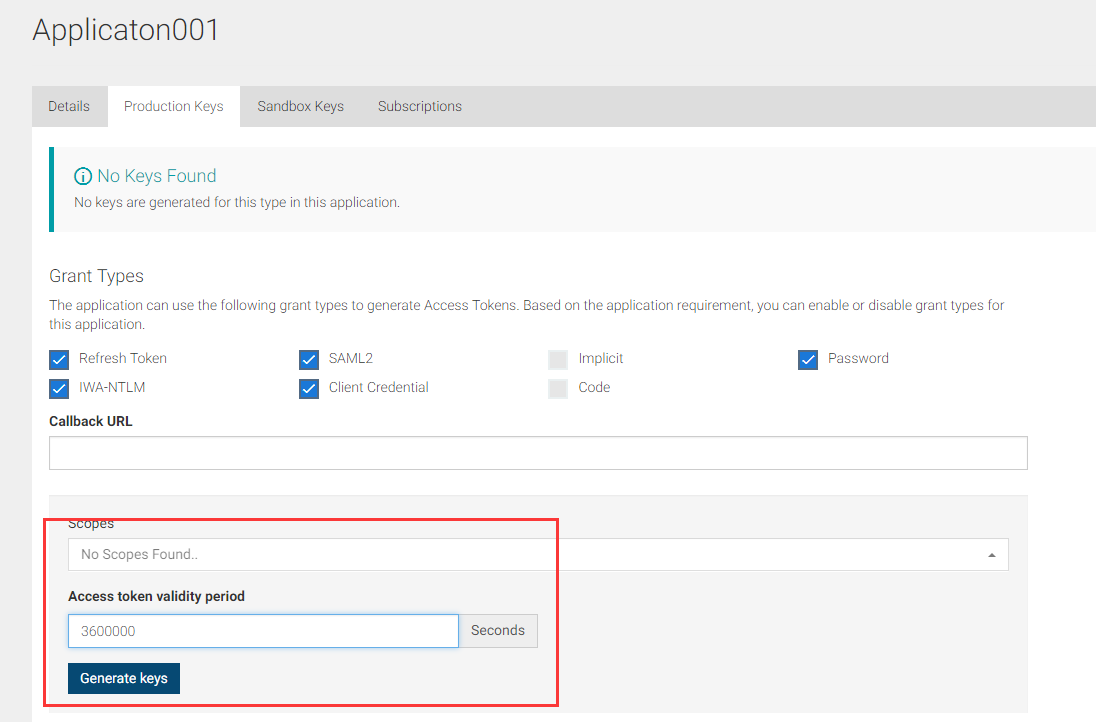 Applicaton001
Details Production Keys Sandbox Keys Subscriptions
No Keys Found
No keys are generated for this type in this application.
Grant Types
The application can use the following grant types to generate Access Tokens. Based on the application requirement, you can enable or disable grant types for
this application.
Refresh Token SAML2 Implicit Password
IWA-NTLM Client Credential Code
Callback URL
Scopes
No Scopes Found..
Access token validity period
3600000 Seconds
Generate keys